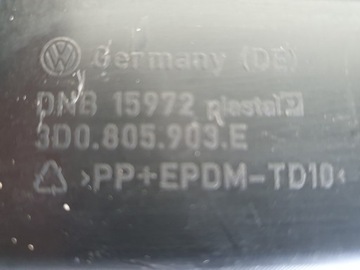 Germany (DE)
DNB 15972 plastal
3D0.805.903.E
>PP+EPDM-TD10<